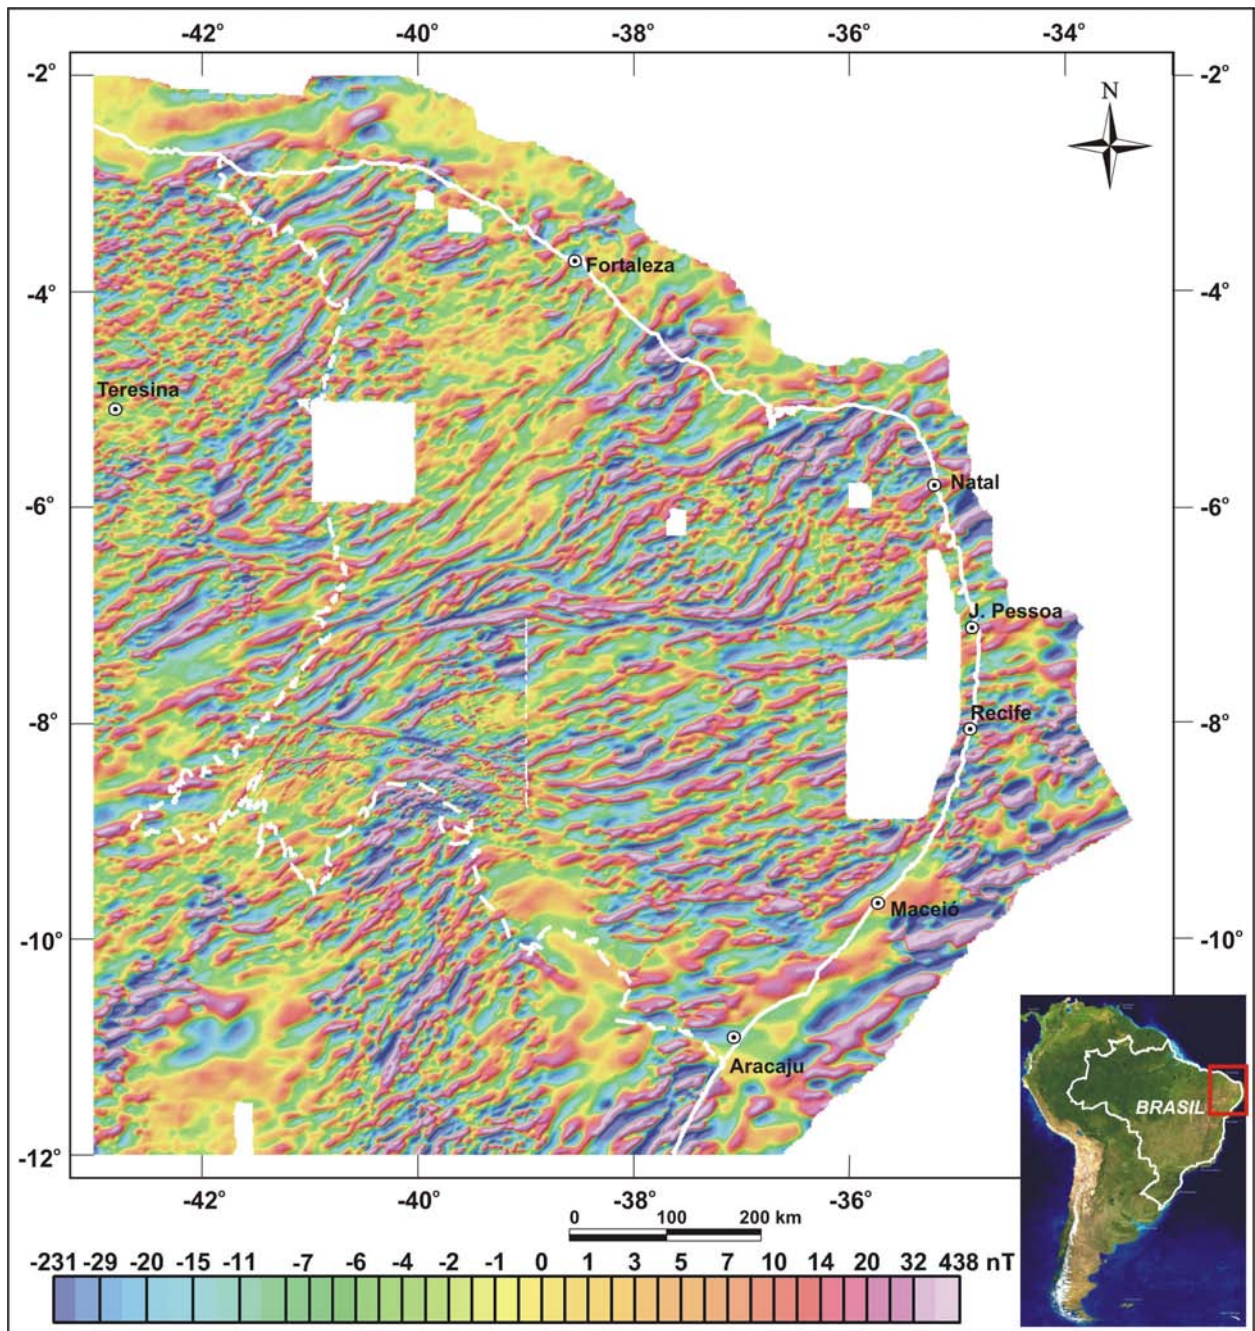 -42° -40° -38° -36° -34°
-2° -2°
N
Fortaleza
-4° -4°
Teresina
Natal
-6° -6°
J. Pessoa
Recife
-8° -8°
Maceió
-10° -10°
Aracaju
BRASIL
-12°
-42° -40° -38° -36°
0 100 200 km
-231 -29 -20 -15 -11 -7 -6 -4 -2 -1 0 1 3 5 7 10 14 20 32 438 nT